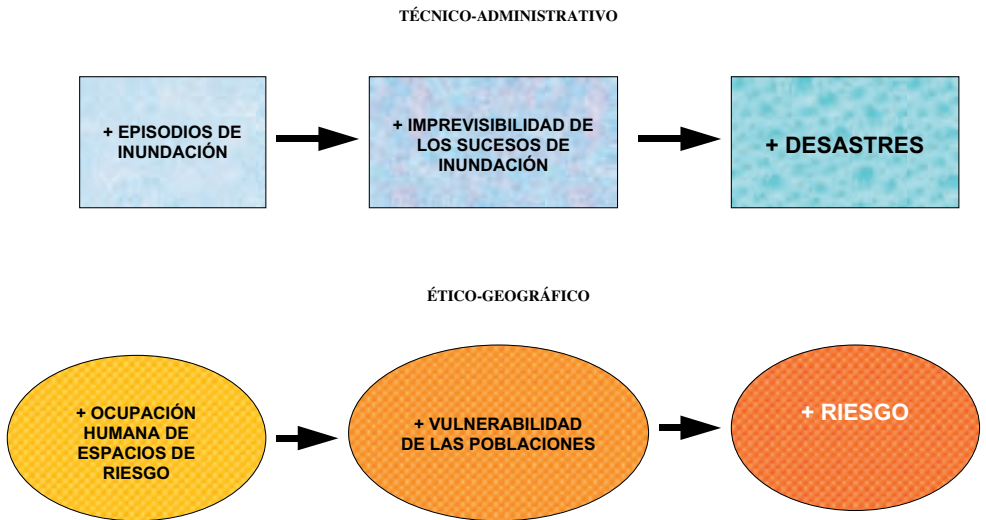 TÉCNICO-ADMINISTRATIVO
+ EPISODIOS DE
INUNDACIÓN
+ IMPREVISIBILIDAD DE
LOS SUCESOS DE
INUNDACIÓN
+ DESASTRES
ÉTICO-GEOGRÁFICO
+ OCUPACIÓN
HUMANA DE
ESPACIOS DE
RIESGO
+ VULNERABILIDAD
DE LAS POBLACIONES
+ RIESGO